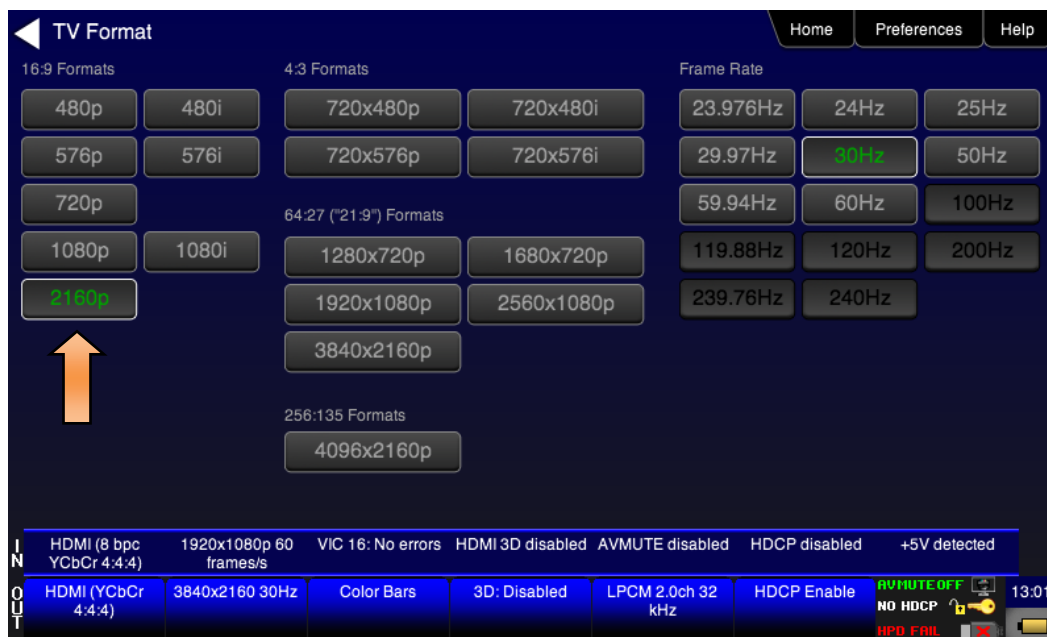 TV Format
Home
Preferences
Help
16:9 Formats
4:3 Formats
Frame Rate
480p
480i
720x480p
720x480i
23.976Hz
24Hz
25Hz
576p
576i
720x576p
720x576i
29.97Hz
30Hz
50Hz
720p
64:27 ("21:9") Formats
59.94Hz
60Hz
100Hz
1080p
1080i
1280x720p
1680x720p
119.88Hz
120Hz
200Hz
2160p
1920x1080p
2560x1080p
239.76Hz
240Hz
3840x2160p
256:135 Formats
4096x2160p
IN
HDMI (8 bpc
YCbCr 4:4:4)
1920x1080p 60
frames/s
VIC 16: No errors
HDMI 3D disabled
AVMUTE disabled
HDCP disabled
+5V detected
OUT
HDMI (YCbCr
4:4:4)
3840x2160 30Hz
Color Bars
3D: Disabled
LPCM 2.0ch 32
kHz
HDCP Enable
AVMUTE OFF
NO HDCP
HPD FAIL
13:01